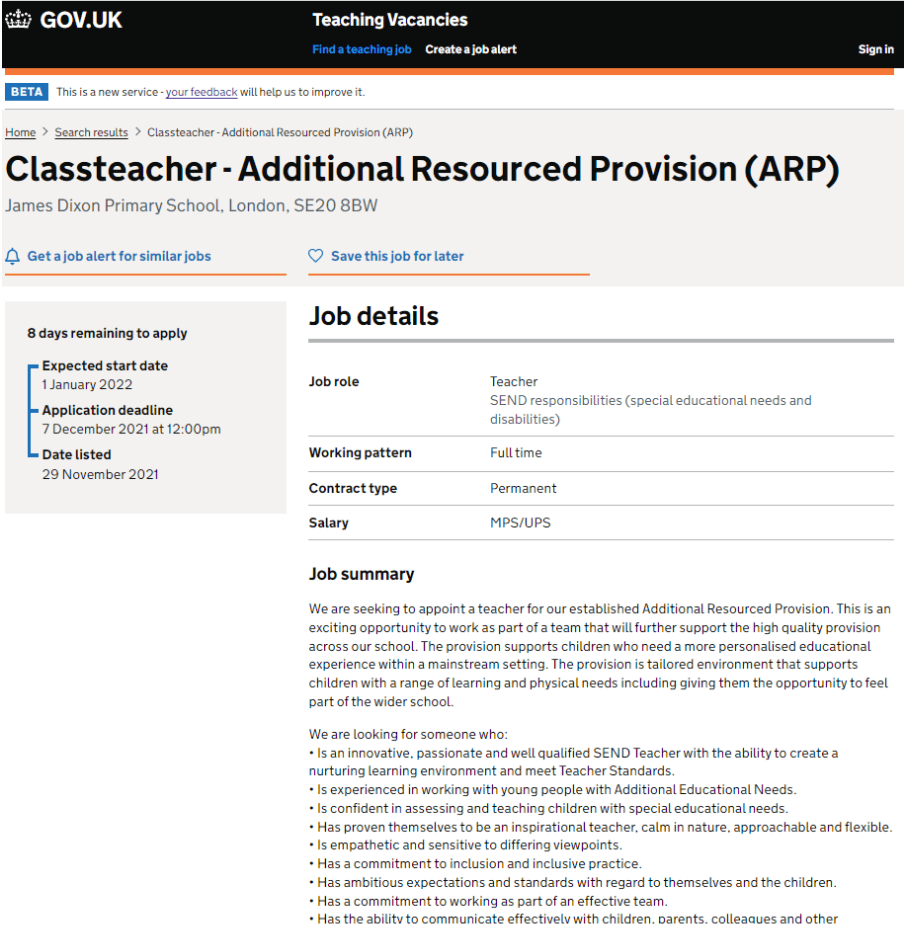 GOV.UK
Teaching Vacancies
Find a teaching job Create a job alert
Sign in
BETA This is a new service - your feedback will help us to improve it.
Home > Search results > Classteacher - Additional Resourced Provision (ARP)
Classteacher - Additional Resourced Provision (ARP)
James Dixon Primary School, London, SE20 8BW
Get a job alert for similar jobs
Save this job for later
8 days remaining to apply
Expected start date
1 January 2022
Application deadline
7 December 2021 at 12:00pm
Date listed
29 November 2021
Job details
Job role Teacher
SEND responsibilities (special educational needs and
disabilities)
Working pattern Full time
Contract type Permanent
Salary MPS/UPS
Job summary
We are seeking to appoint a teacher for our established Additional Resourced Provision. This is an
exciting opportunity to work as part of a team that will further support the high quality provision
across our school. The provision supports children who need a more personalised educational
experience within a mainstream setting. The provision is tailored environment that supports
children with a range of learning and physical needs including giving them the opportunity to feel
part of the wider school.
We are looking for someone who:
• Is an innovative, passionate and well qualified SEND Teacher with the ability to create a
nurturing learning environment and meet Teacher Standards.
• Is experienced in working with young people with Additional Educational Needs.
• Is confident in assessing and teaching children with special educational needs.
• Has proven themselves to be an inspirational teacher, calm in nature, approachable and flexible.
• Is empathetic and sensitive to differing viewpoints.
• Has a commitment to inclusion and inclusive practice.
• Has ambitious expectations and standards with regard to themselves and the children.
• Has a commitment to working as part of an effective team.
• Has the ability to communicate effectively with children, parents, colleagues and other